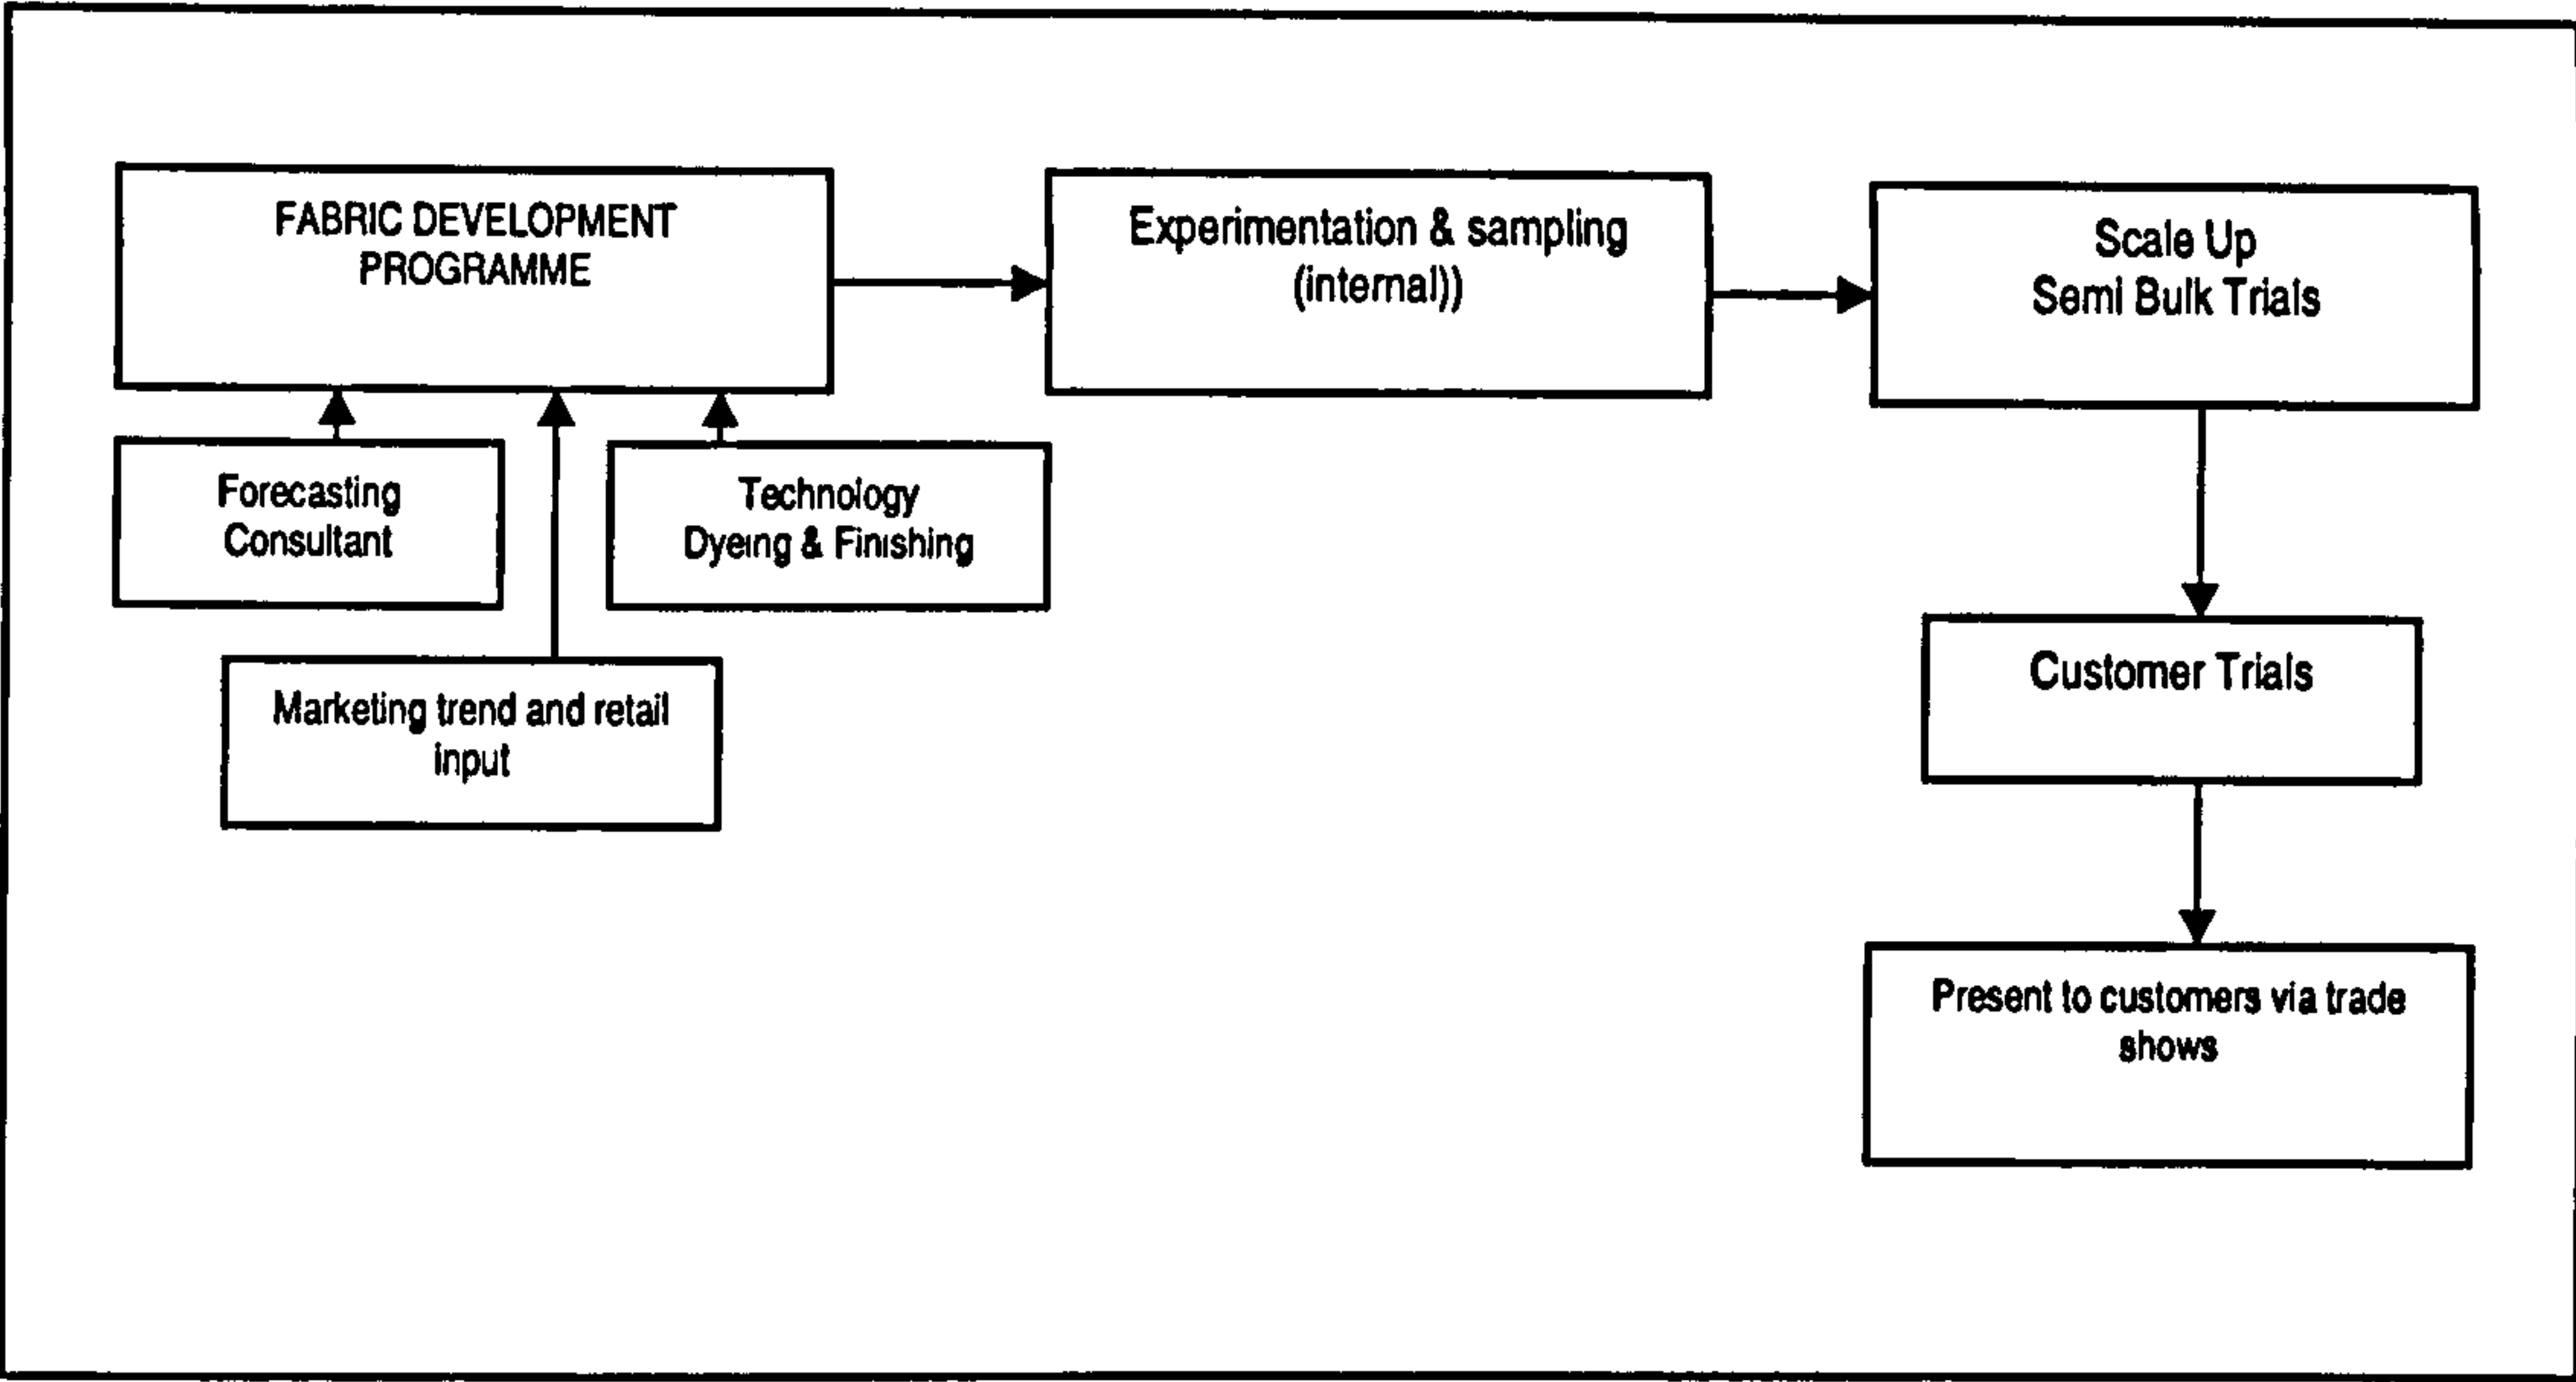 FABRIC DEVELOPMENT
PROGRAMME
Experimentation & sampling
(internal))
Scale Up
Semi Bulk Trials
Forecasting
Consultant
Technology
Dyeing & Finishing
Marketing trend and retail
input
Customer Trials
Present to customers via trade
shows